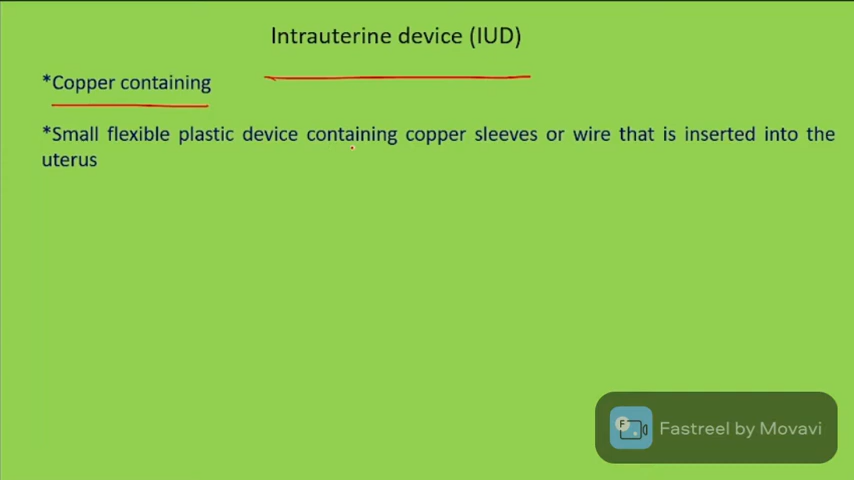 Intrauterine device (IUD)
*Copper containing
*Small flexible plastic device containing copper sleeves or wire that is inserted into the
uterus
Fastreel by Movavi